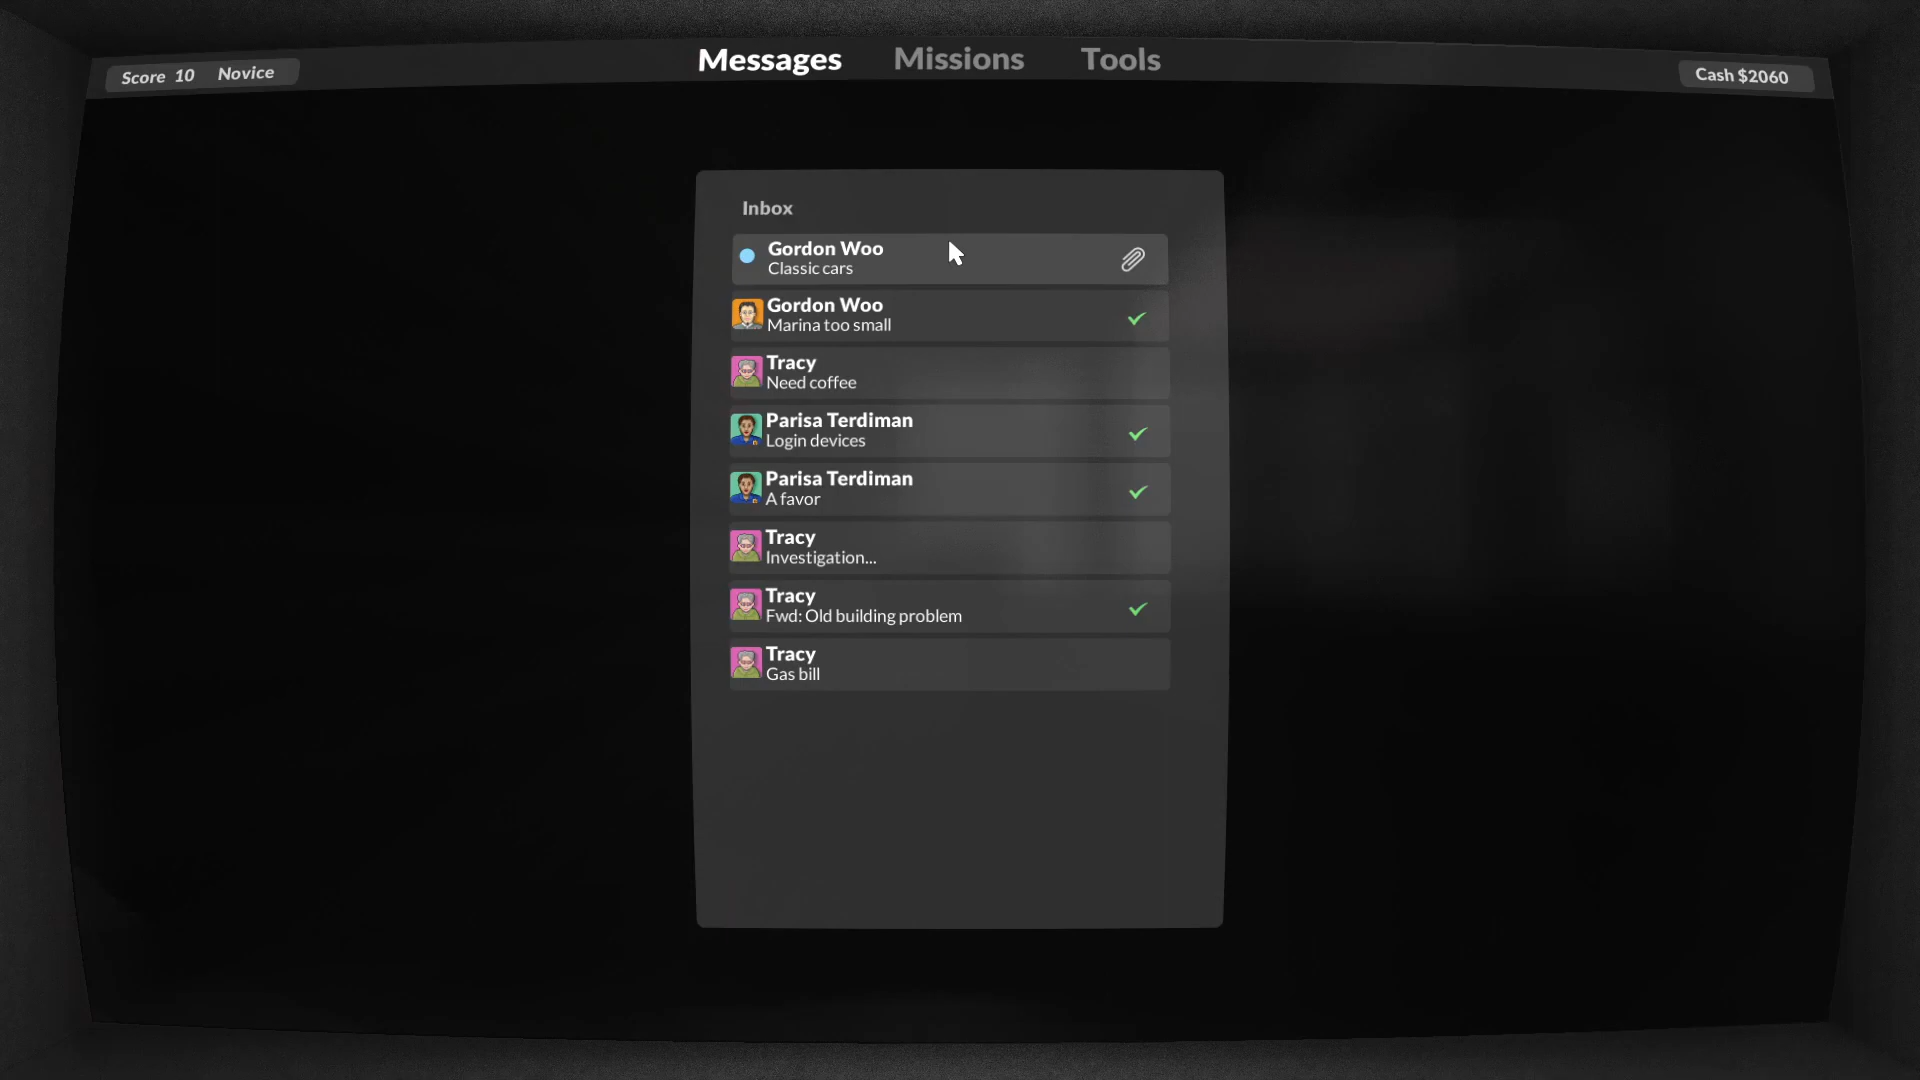 Score 10 Novice
Messages Missions Tools
Cash $2060
Inbox
Gordon Woo
Classic cars
Gordon Woo
Marina too small
Tracy
Need coffee
Parisa Terdiman
Login devices
Parisa Terdiman
A favor
Tracy
Investigation...
Tracy
Fwd: Old building problem
Tracy
Gas bill